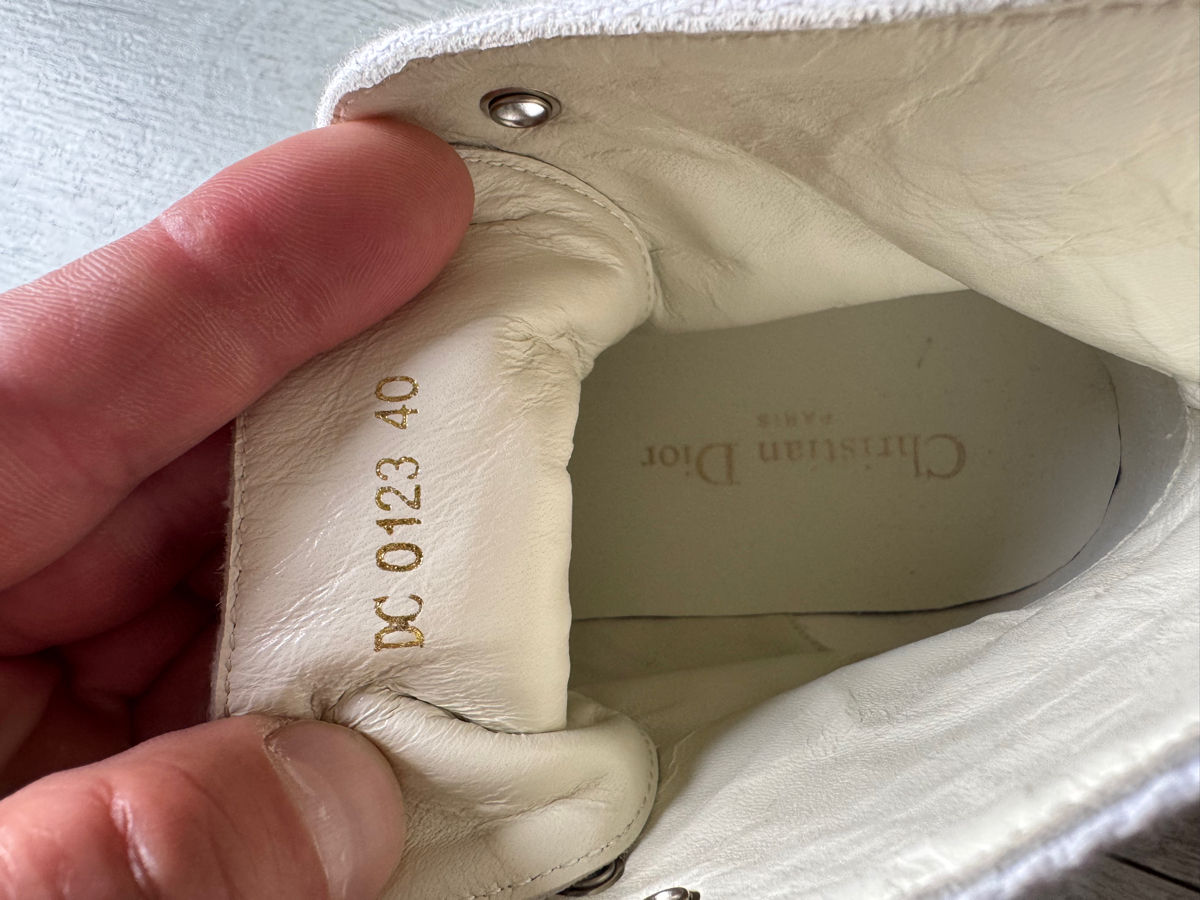 DC 0123 40
Christian Dior
PARIS